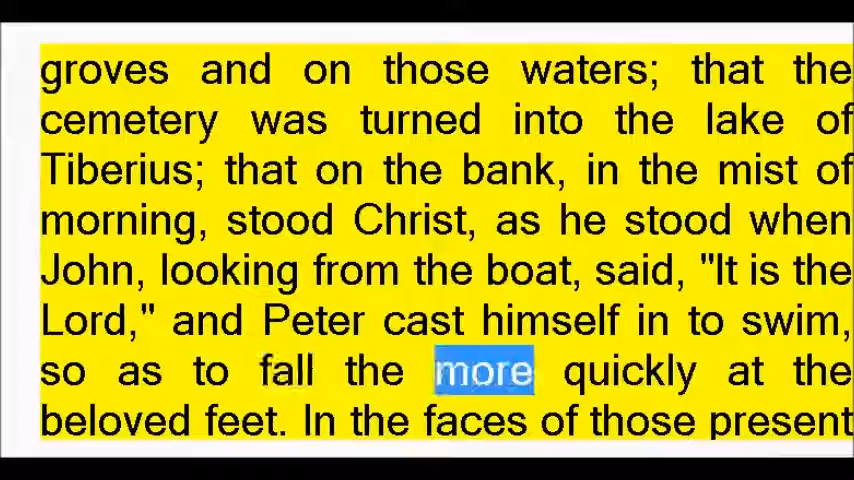 groves and on those waters; that the
cemetery was turned into the lake of
Tiberius; that on the bank, in the mist of
morning, stood Christ, as he stood when
John, looking from the boat, said, "It is the
Lord," and Peter cast himself in to swim,
so as to fall the more quickly at the
beloved feet. In the faces of those present